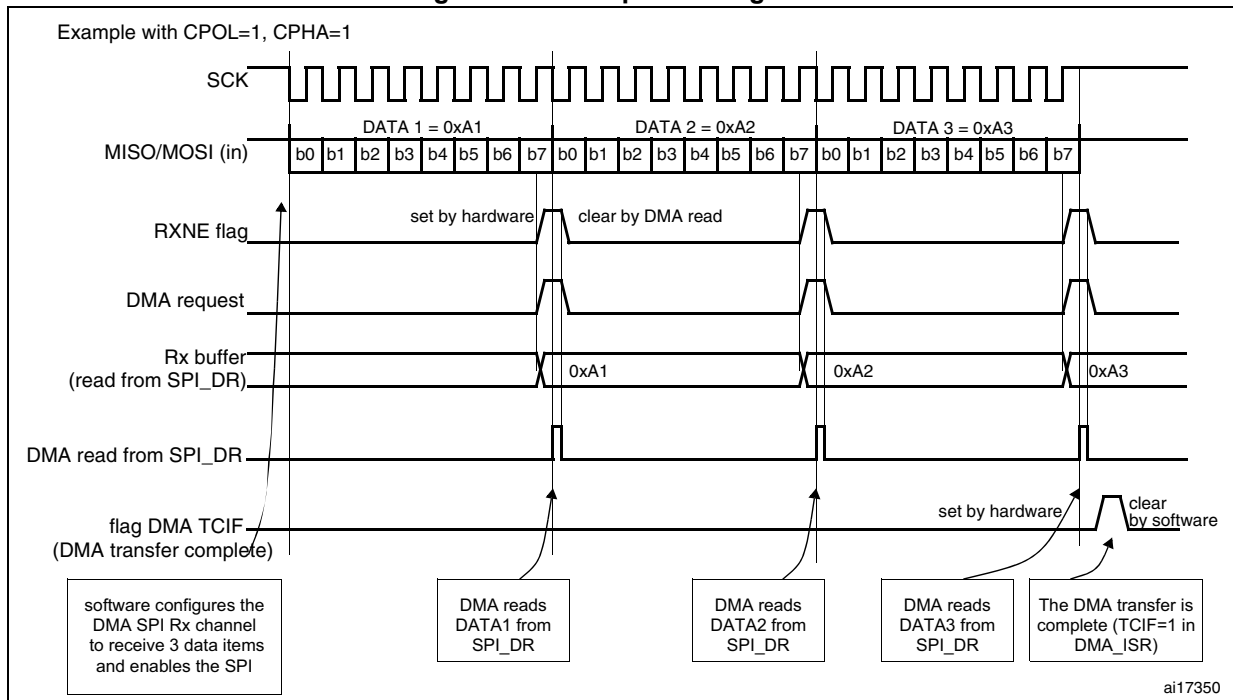 Example with CPOL=1, CPHA=1
SCK
DATA 1 = 0xA1
DATA 2 = 0xA2
DATA 3 = 0xA3
MISO/MOSI (in)
b0 b1 b2 b3 b4 b5 b6 b7 b0 b1 b2 b3 b4 b5 b6 b7 b0 b1 b2 b3 b4 b5 b6 b7
set by hardware
clear by DMA read
RXNE flag
DMA request
Rx buffer
(read from SPI_DR)
0xA1
0xA2
0xA3
DMA read from SPI_DR
flag DMA TCIF
(DMA transfer complete)
set by hardware
clear
by software
software configures the
DMA SPI Rx channel
to receive 3 data items
and enables the SPI
DMA reads
DATA1 from
SPI_DR
DMA reads
DATA2 from
SPI_DR
DMA reads
DATA3 from
SPI_DR
The DMA transfer is
complete (TCIF=1 in
DMA_ISR)
ai17350